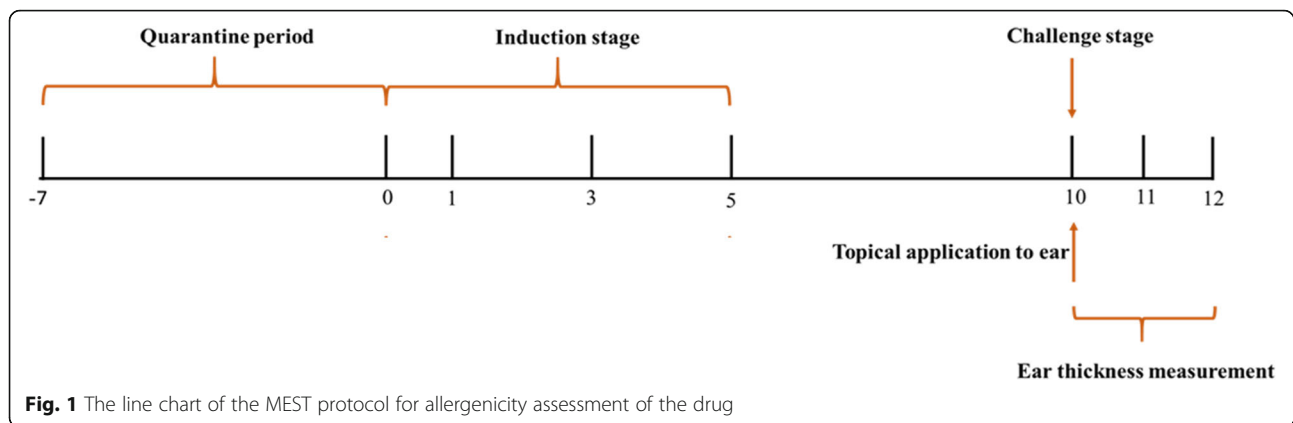 Quarantine period Induction stage Challenge stage
-7 0 1 3 5 10 11 12
Topical application to ear
Ear thickness measurement
Fig. 1 The line chart of the MEST protocol for allergenicity assessment of the drug